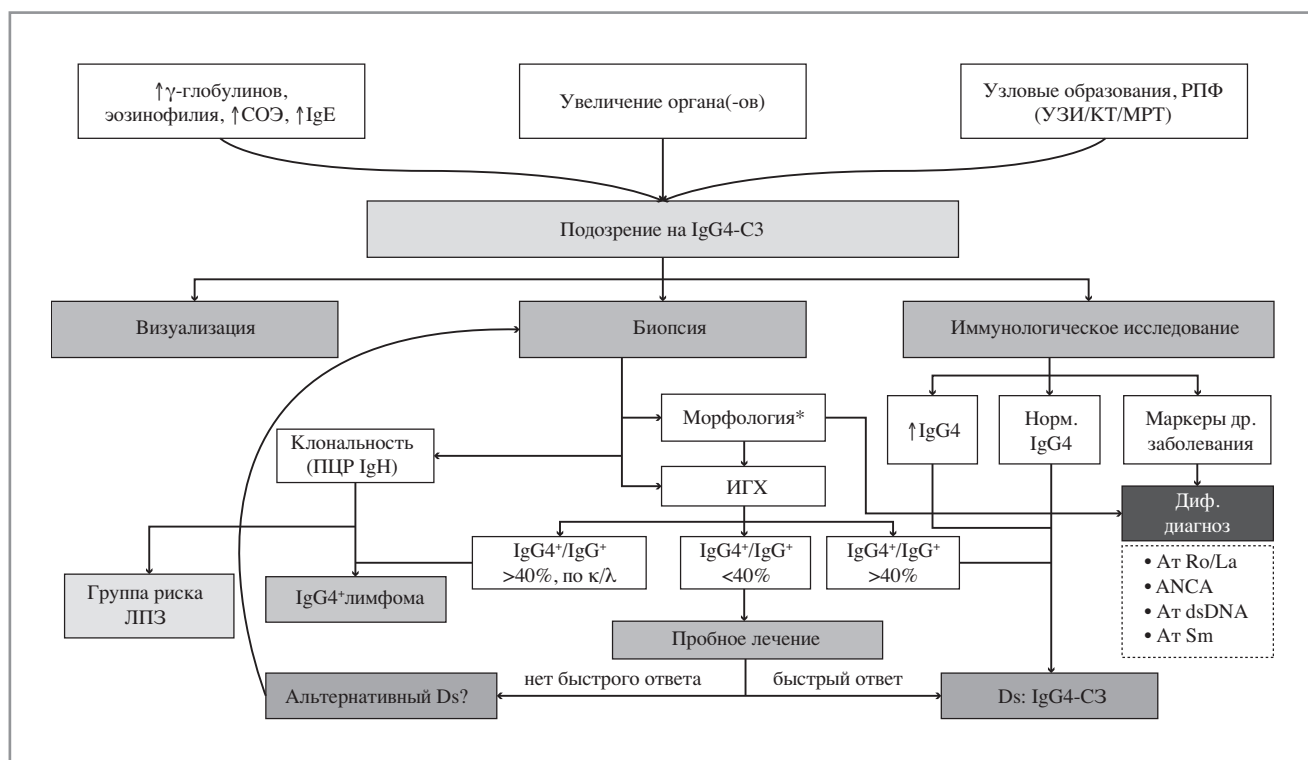 ↑γ-глобулинов,
эозинофилия, ↑СОЭ, ↑IgE
Увеличение органа(-ов)
Узловые образования, РПФ
(УЗИ/КТ/МРТ)
Подозрение на IgG4-СЗ
Визуализация
Биопсия
Иммунологическое исследование
Морфология*
↑IgG4
Норм.
IgG4
Маркеры др.
заболевания
Клональность
(ПЦР IgH)
ИГХ
Диф.
диагноз
IgG4⁺/IgG⁺
>40%, по κ/λ
IgG4⁺/IgG⁺
<40%
IgG4⁺/IgG⁺
>40%
• Ат Ro/La
• ANCA
• Ат dsDNA
• Ат Sm
Группа риска
ЛПЗ
IgG4⁺лимфома
Пробное лечение
нет быстрого ответа
быстрый ответ
Альтернативный Ds?
Ds: IgG4-СЗ